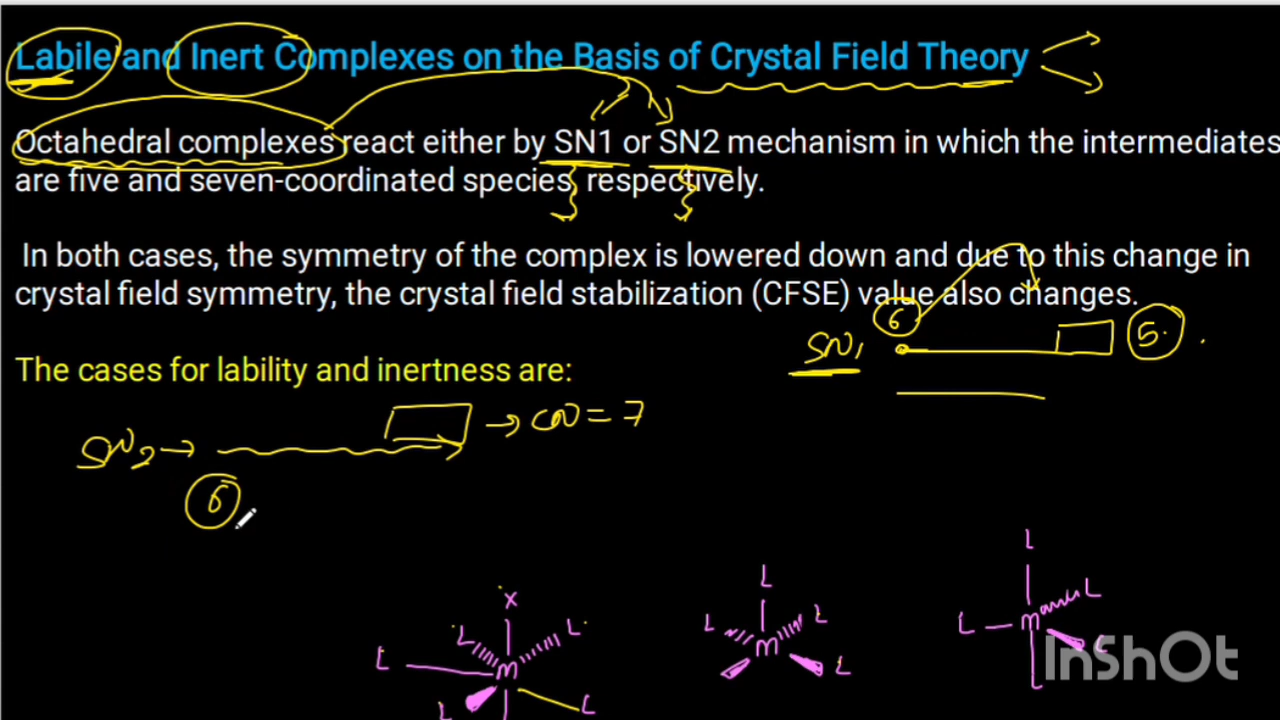 Labile and Inert Complexes on the Basis of Crystal Field Theory
Octahedral complexes react either by SN1 or SN2 mechanism in which the intermediates
are five and seven-coordinated species, respectively.
In both cases, the symmetry of the complex is lowered down and due to this change in
crystal field symmetry, the crystal field stabilization (CFSE) value also changes.
6
SN1 5
The cases for lability and inertness are:
SN2 → → CN = 7
6
L
X L
L L L L L L
L m m m L
L L L L
InShOt